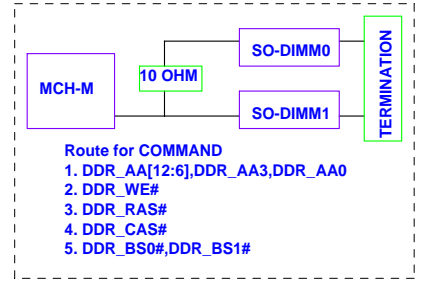 SO-DIMM0
10 OHM
MCH-M
SO-DIMM1
TERMINATION
Route for COMMAND
1. DDR_AA[12:6],DDR_AA3,DDR_AA0
2. DDR_WE#
3. DDR_RAS#
4. DDR_CAS#
5. DDR_BS0#,DDR_BS1#